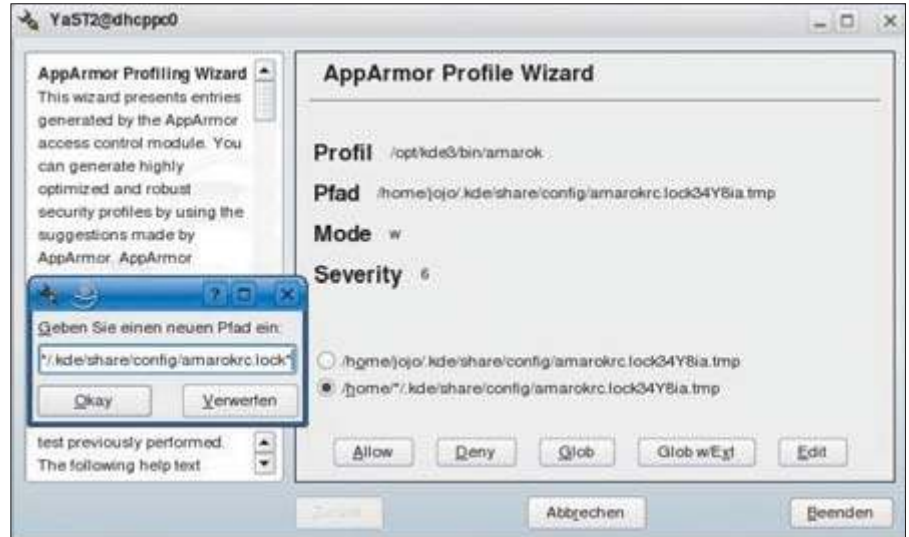 YaST2@dhcppc0
AppArmor Profiling Wizard
This wizard presents entries
generated by the AppArmor
access control module. You
can generate highly
optimized and robust
security profiles by using the
suggestions made by
AppArmor. AppArmor
Geben Sie einen neuen Pfad ein:
*/.kde/share/config/amarokrc.lock*
Okay
Verwerfen
test previously performed.
The following help text
AppArmor Profile Wizard
Profil /opt/kde3/bin/amarok
Pfad /home/jojo/.kde/share/config/amarokrc.lock34Y8ia.tmp
Mode w
Severity 6
/home/jojo/.kde/share/config/amarokrc.lock34Y8ia.tmp
/home/*/.kde/share/config/amarokrc.lock34Y8ia.tmp
Allow
Deny
Glob
Glob w/Ext
Edit
Zurück
Abbrechen
Beenden